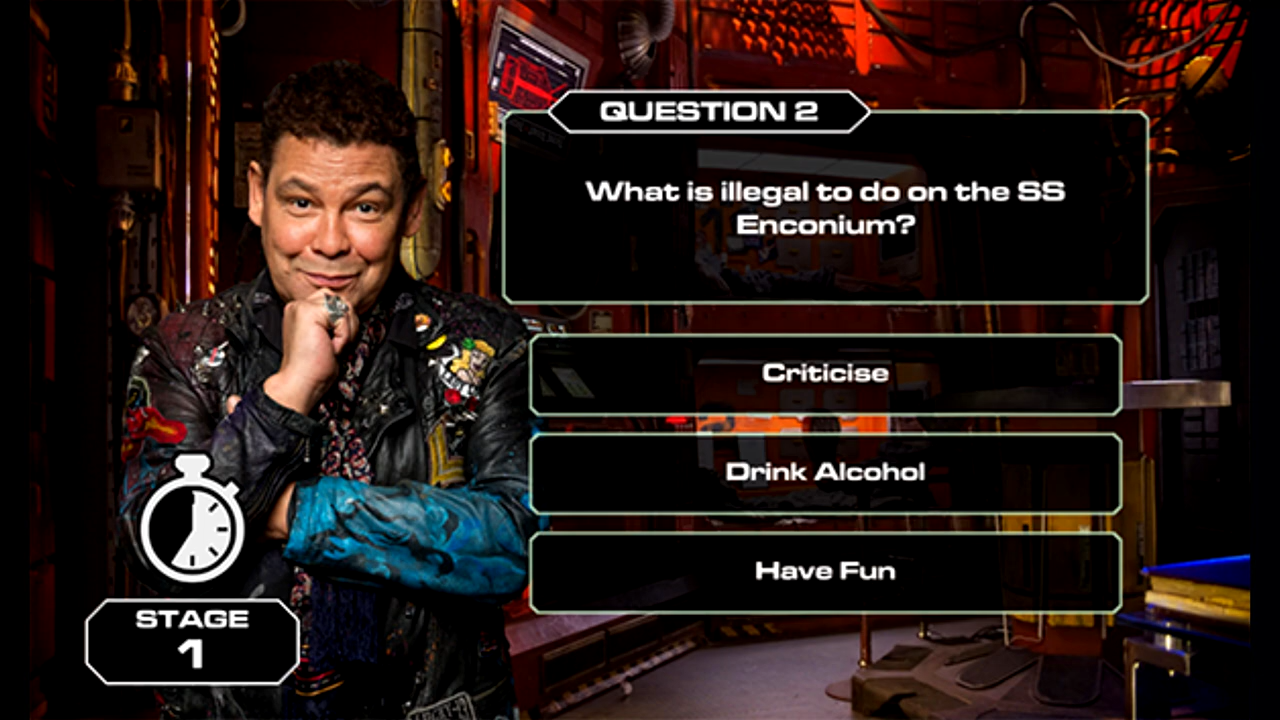 QUESTION 2
What is illegal to do on the SS
Enconium?
Criticise
Drink Alcohol
Have Fun
STAGE
1